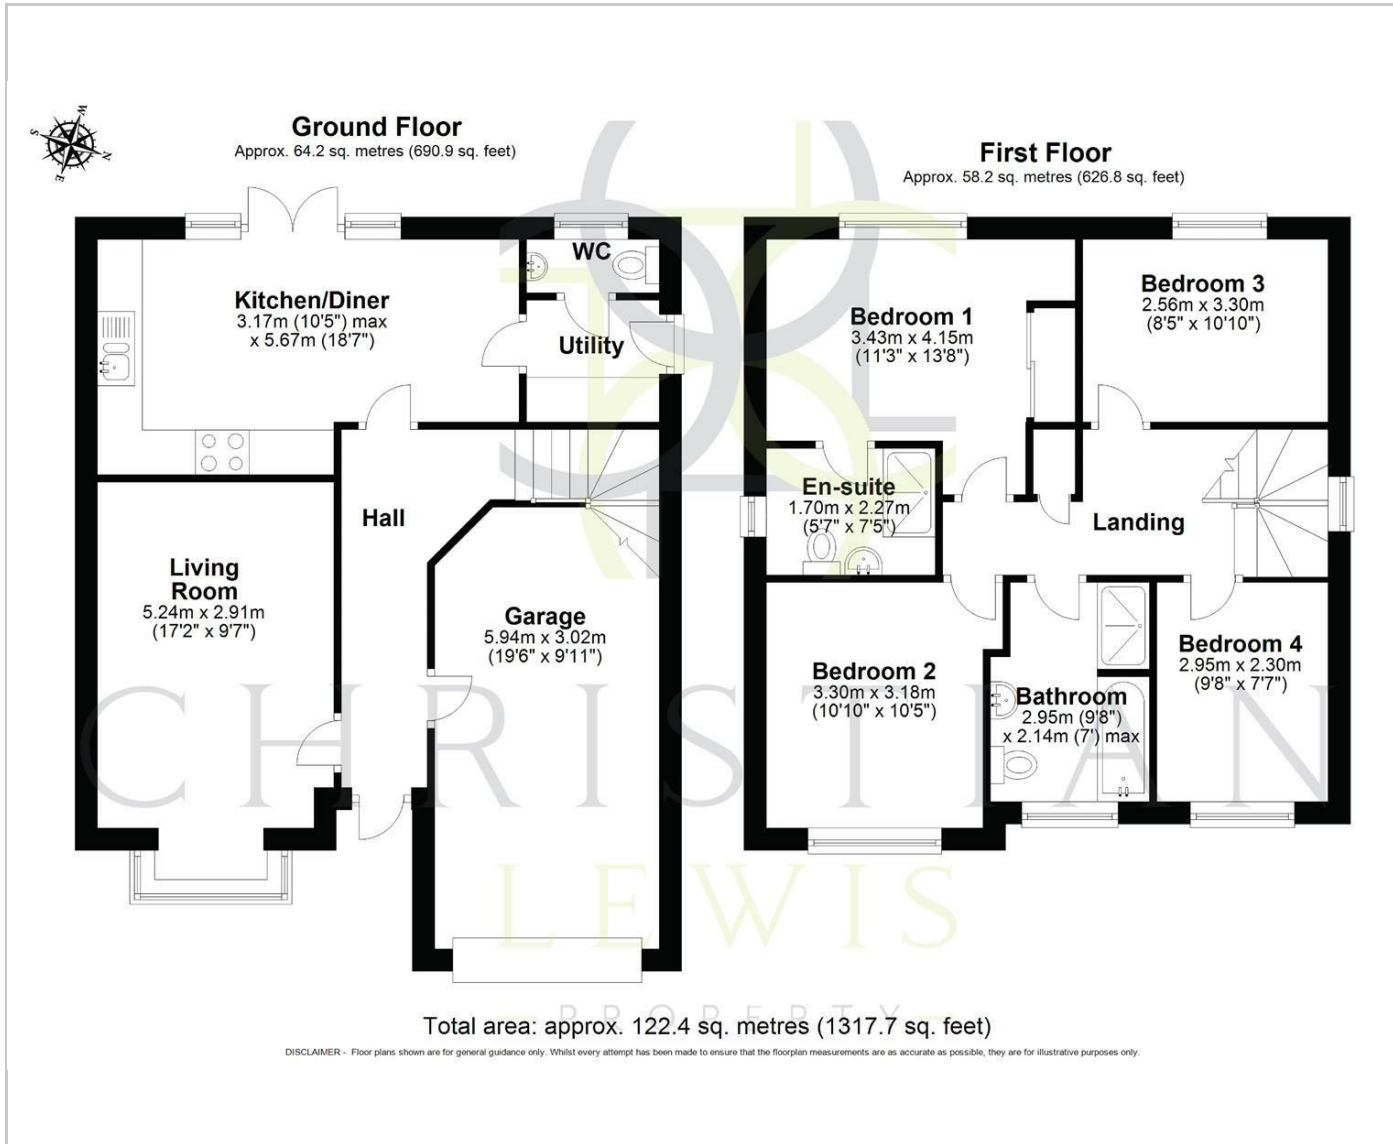 W
S
N
E
Ground Floor
Approx. 64.2 sq. metres (690.9 sq. feet)
First Floor
Approx. 58.2 sq. metres (626.8 sq. feet)
WC
Kitchen/Diner
3.17m (10'5") max
x 5.67m (18'7")
Utility
Bedroom 1
3.43m x 4.15m
(11'3" x 13'8")
Bedroom 3
2.56m x 3.30m
(8'5" x 10'10")
En-suite
1.70m x 2.27m
(5'7" x 7'5")
Hall
Landing
Living
Room
5.24m x 2.91m
(17'2" x 9'7")
Garage
5.94m x 3.02m
(19'6" x 9'11")
Bedroom 2
3.30m x 3.18m
(10'10" x 10'5")
Bathroom
2.95m (9'8")
x 2.14m (7') max
Bedroom 4
2.95m x 2.30m
(9'8" x 7'7")
CHRISTIAN
LEWIS
PROPERTY
Total area: approx. 122.4 sq. metres (1317.7 sq. feet)
DISCLAIMER - Floor plans shown are for general guidance only. Whilst every attempt has been made to ensure that the floorplan measurements are as accurate as possible, they are for illustrative purposes only.